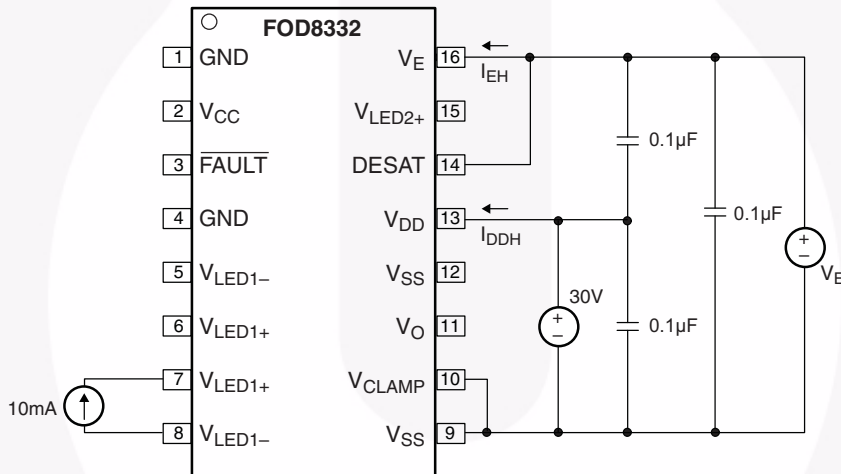 FOD8332
1 GND
2 VCC
3 FAULT
4 GND
5 VLED1–
6 VLED1+
7 VLED1+
8 VLED1–
VE 16
VLED2+ 15
DESAT 14
VDD 13
VSS 12
VO 11
VCLAMP 10
VSS 9
10mA
IEH
IDDH
0.1µF
0.1µF
0.1µF
30V
+
–
+
–
VE